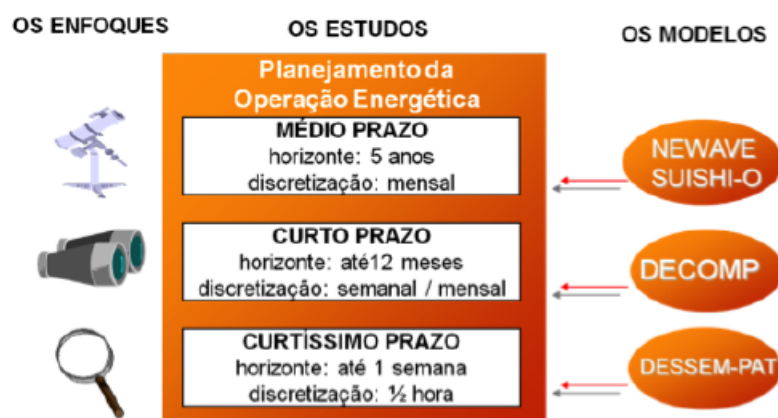 OS ENFOQUES
OS ESTUDOS
OS MODELOS
Planejamento da
Operação Energética
MÉDIO PRAZO
horizonte: 5 anos
discretização: mensal
NEWAVE
SUISHI-O
CURTO PRAZO
horizonte: até12 meses
discretização: semanal / mensal
DECOMP
CURTÍSSIMO PRAZO
horizonte: até 1 semana
discretização: ½ hora
DESSEM-PAT